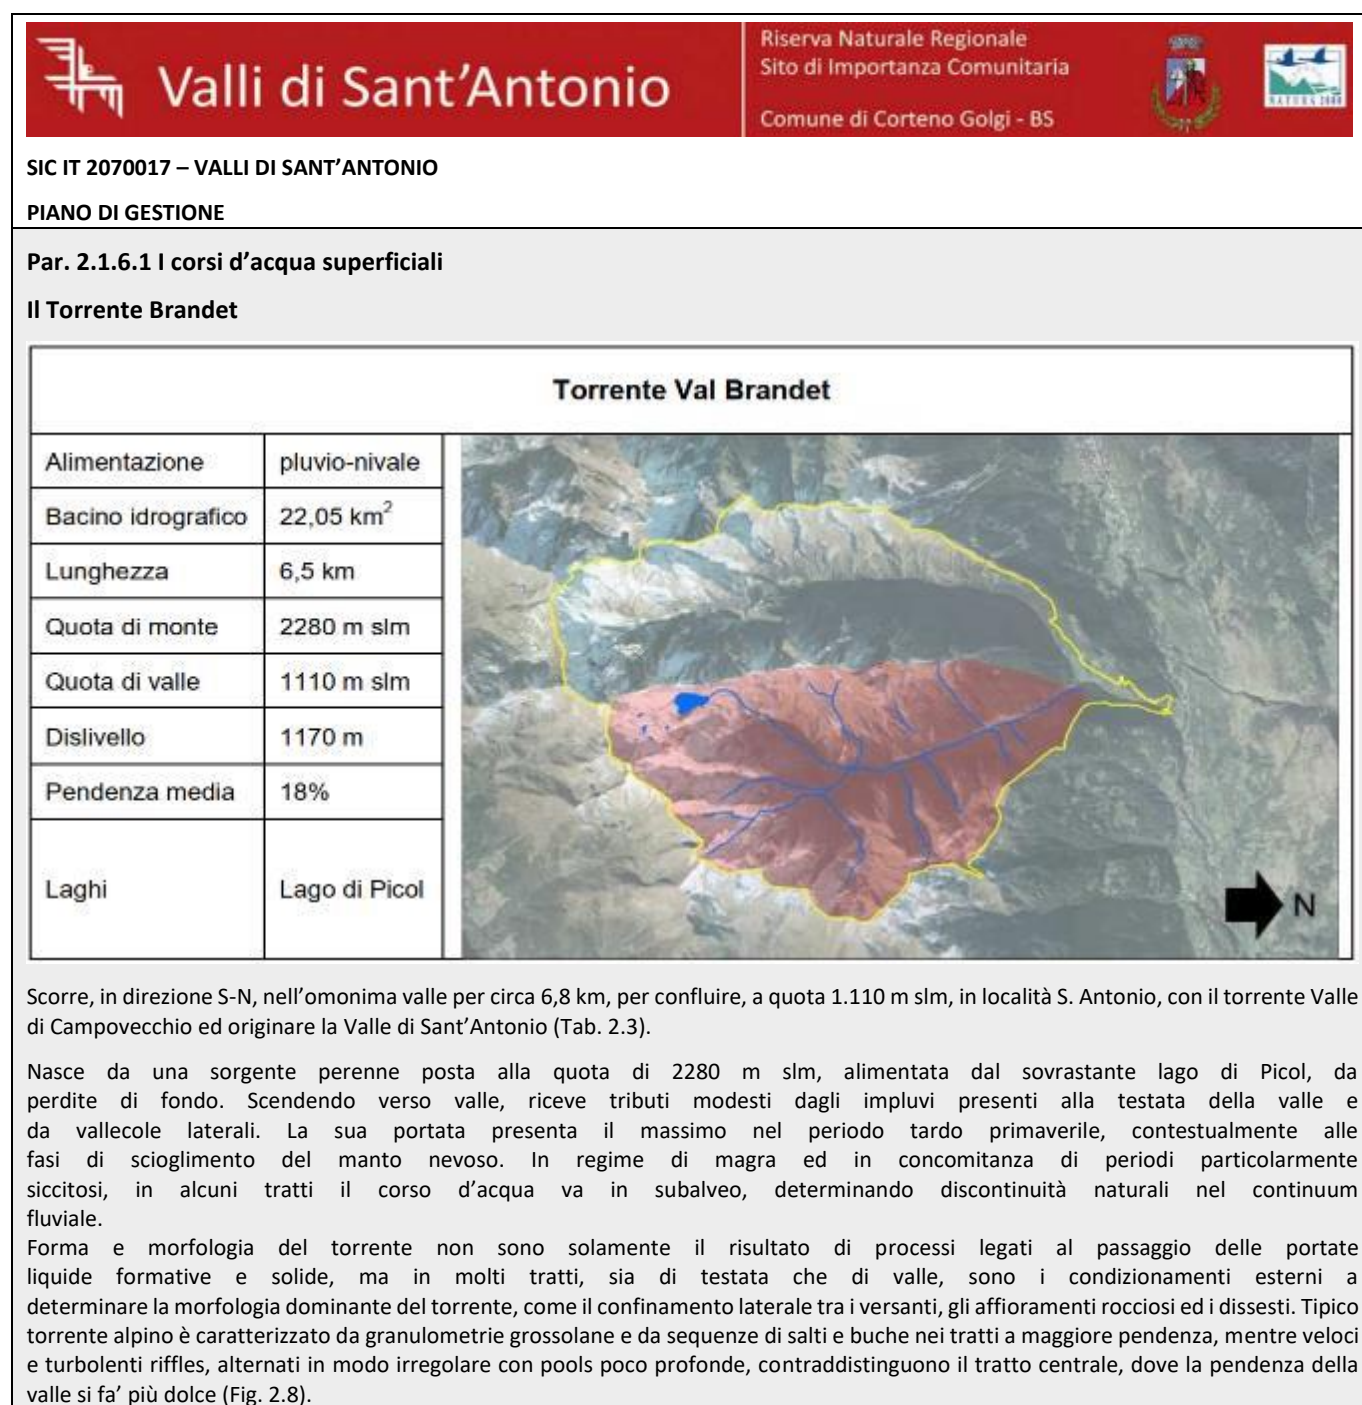 Valli di Sant'Antonio
Riserva Naturale Regionale
Sito di Importanza Comunitaria
Comune di Corteno Golgi - BS
NATURA 2000
SIC IT 2070017 – VALLI DI SANT'ANTONIO
PIANO DI GESTIONE
Par. 2.1.6.1 I corsi d'acqua superficiali
Il Torrente Brandet
Torrente Val Brandet
Alimentazione pluvio-nivale
Bacino idrografico 22,05 km²
Lunghezza 6,5 km
Quota di monte 2280 m slm
Quota di valle 1110 m slm
Dislivello 1170 m
Pendenza media 18%
Laghi Lago di Picol
N
Scorre, in direzione S-N, nell'omonima valle per circa 6,8 km, per confluire, a quota 1.110 m slm, in località S. Antonio, con il torrente Valle
di Campovecchio ed originare la Valle di Sant'Antonio (Tab. 2.3).
Nasce da una sorgente perenne posta alla quota di 2280 m slm, alimentata dal sovrastante lago di Picol, da
perdite di fondo. Scendendo verso valle, riceve tributi modesti dagli impluvi presenti alla testata della valle e
da vallecole laterali. La sua portata presenta il massimo nel periodo tardo primaverile, contestualmente alle
fasi di scioglimento del manto nevoso. In regime di magra ed in concomitanza di periodi particolarmente
siccitosi, in alcuni tratti il corso d'acqua va in subalveo, determinando discontinuità naturali nel continuum
fluviale.
Forma e morfologia del torrente non sono solamente il risultato di processi legati al passaggio delle portate
liquide formative e solide, ma in molti tratti, sia di testata che di valle, sono i condizionamenti esterni a
determinare la morfologia dominante del torrente, come il confinamento laterale tra i versanti, gli affioramenti rocciosi ed i dissesti. Tipico
torrente alpino è caratterizzato da granulometrie grossolane e da sequenze di salti e buche nei tratti a maggiore pendenza, mentre veloci
e turbolenti riffles, alternati in modo irregolare con pools poco profonde, contraddistinguono il tratto centrale, dove la pendenza della
valle si fa' più dolce (Fig. 2.8).